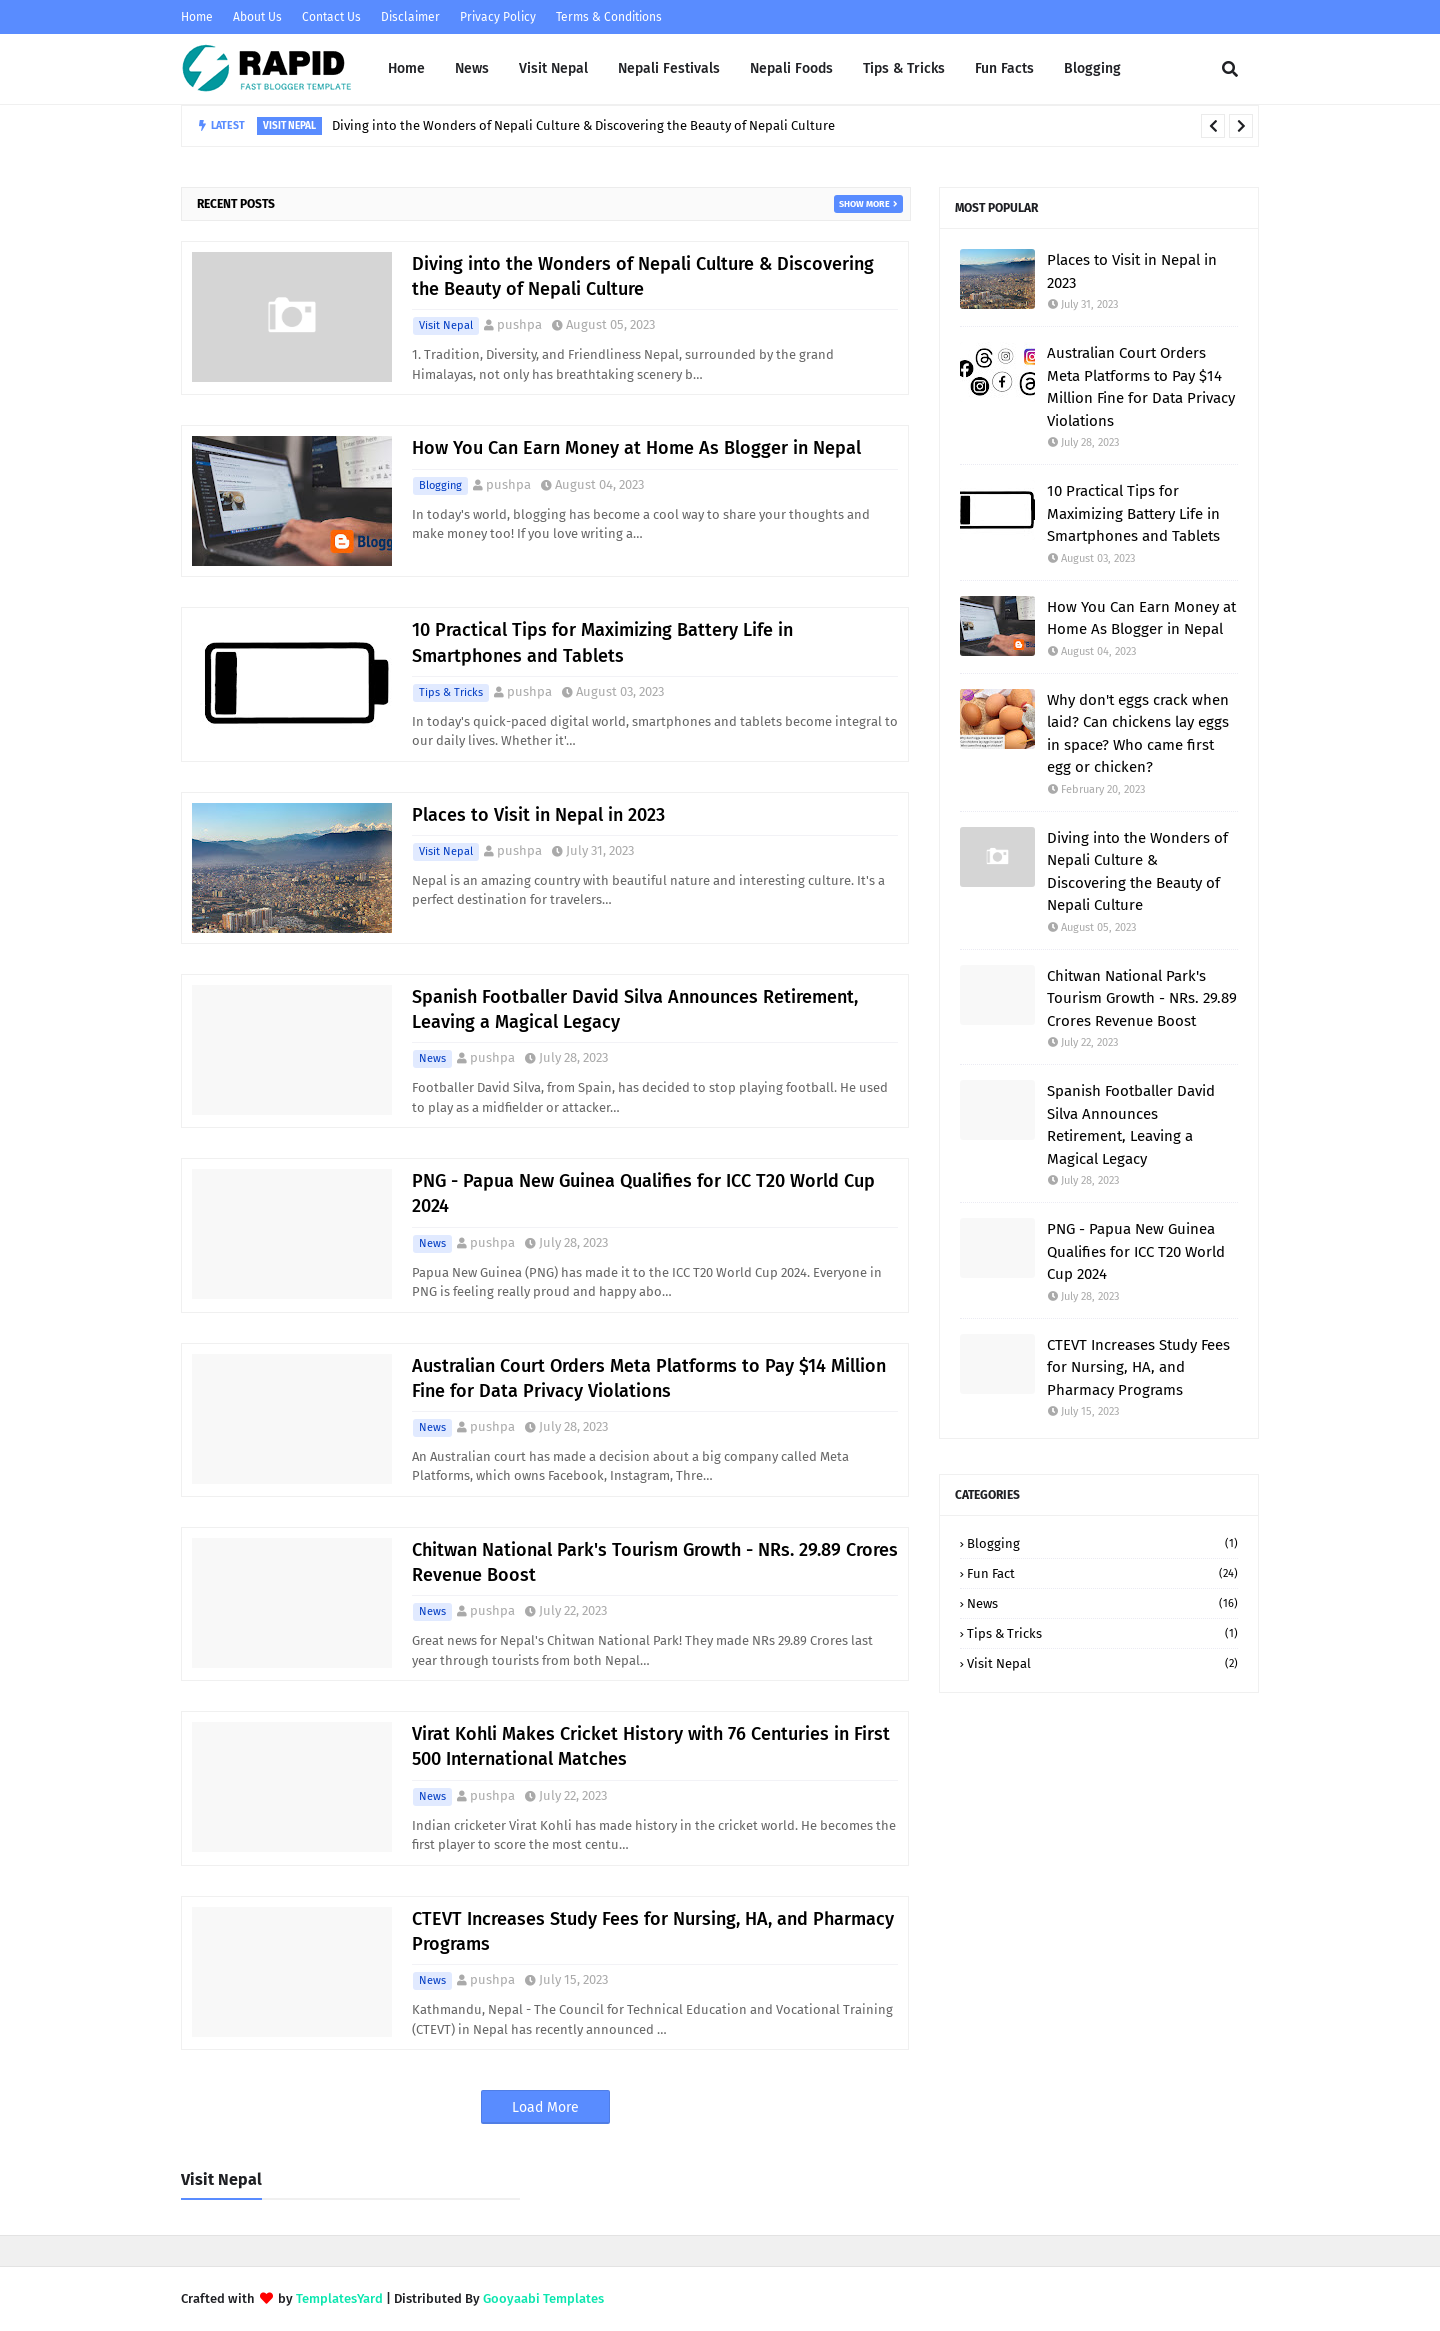 Home About Us Contact Us Disclaimer Privacy Policy Terms & Conditions
RAPID
FAST BLOGGER TEMPLATE
Home News Visit Nepal Nepali Festivals Nepali Foods Tips & Tricks Fun Facts Blogging
LATEST VISIT NEPAL Diving into the Wonders of Nepali Culture & Discovering the Beauty of Nepali Culture
RECENT POSTS SHOW MORE
Diving into the Wonders of Nepali Culture & Discovering
the Beauty of Nepali Culture
Visit Nepal pushpa August 05, 2023
1. Tradition, Diversity, and Friendliness Nepal, surrounded by the grand
Himalayas, not only has breathtaking scenery b...
How You Can Earn Money at Home As Blogger in Nepal
Blogging pushpa August 04, 2023
In today's world, blogging has become a cool way to share your thoughts and
make money too! If you love writing a...
10 Practical Tips for Maximizing Battery Life in
Smartphones and Tablets
Tips & Tricks pushpa August 03, 2023
In today's quick-paced digital world, smartphones and tablets become integral to
our daily lives. Whether it'...
Places to Visit in Nepal in 2023
Visit Nepal pushpa July 31, 2023
Nepal is an amazing country with beautiful nature and interesting culture. It's a
perfect destination for travelers...
Spanish Footballer David Silva Announces Retirement,
Leaving a Magical Legacy
News pushpa July 28, 2023
Footballer David Silva, from Spain, has decided to stop playing football. He used
to play as a midfielder or attacker...
PNG - Papua New Guinea Qualifies for ICC T20 World Cup
2024
News pushpa July 28, 2023
Papua New Guinea (PNG) has made it to the ICC T20 World Cup 2024. Everyone in
PNG is feeling really proud and happy abo...
Australian Court Orders Meta Platforms to Pay $14 Million
Fine for Data Privacy Violations
News pushpa July 28, 2023
An Australian court has made a decision about a big company called Meta
Platforms, which owns Facebook, Instagram, Thre...
Chitwan National Park's Tourism Growth - NRs. 29.89 Crores
Revenue Boost
News pushpa July 22, 2023
Great news for Nepal's Chitwan National Park! They made NRs 29.89 Crores last
year through tourists from both Nepal...
Virat Kohli Makes Cricket History with 76 Centuries in First
500 International Matches
News pushpa July 22, 2023
Indian cricketer Virat Kohli has made history in the cricket world. He becomes the
first player to score the most centu...
CTEVT Increases Study Fees for Nursing, HA, and Pharmacy
Programs
News pushpa July 15, 2023
Kathmandu, Nepal - The Council for Technical Education and Vocational Training
(CTEVT) in Nepal has recently announced ...
Load More
MOST POPULAR
Places to Visit in Nepal in
2023
July 31, 2023
Australian Court Orders
Meta Platforms to Pay $14
Million Fine for Data Privacy
Violations
July 28, 2023
10 Practical Tips for
Maximizing Battery Life in
Smartphones and Tablets
August 03, 2023
How You Can Earn Money at
Home As Blogger in Nepal
August 04, 2023
Why don't eggs crack when
laid? Can chickens lay eggs
in space? Who came first
egg or chicken?
February 20, 2023
Diving into the Wonders of
Nepali Culture &
Discovering the Beauty of
Nepali Culture
August 05, 2023
Chitwan National Park's
Tourism Growth - NRs. 29.89
Crores Revenue Boost
July 22, 2023
Spanish Footballer David
Silva Announces
Retirement, Leaving a
Magical Legacy
July 28, 2023
PNG - Papua New Guinea
Qualifies for ICC T20 World
Cup 2024
July 28, 2023
CTEVT Increases Study Fees
for Nursing, HA, and
Pharmacy Programs
July 15, 2023
CATEGORIES
› Blogging (1)
› Fun Fact (24)
› News (16)
› Tips & Tricks (1)
› Visit Nepal (2)
Visit Nepal
Crafted with by TemplatesYard | Distributed By Gooyaabi Templates